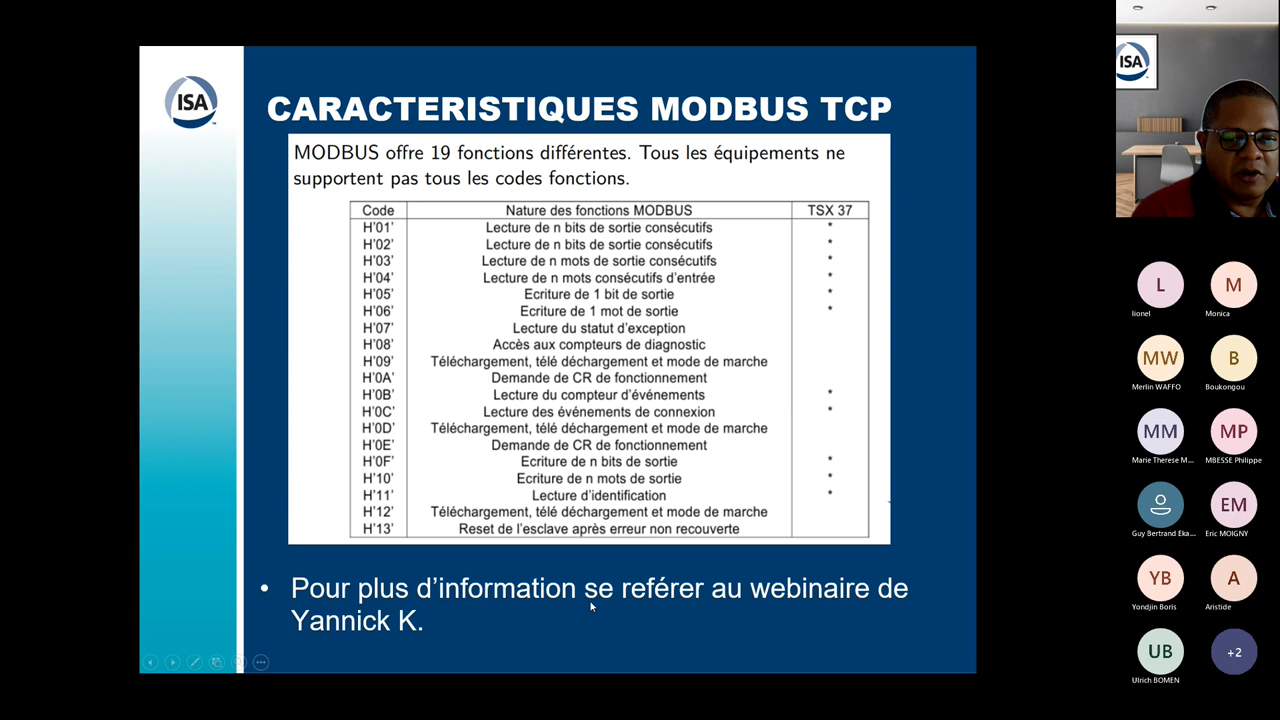 ISA
CARACTERISTIQUES MODBUS TCP
MODBUS offre 19 fonctions différentes. Tous les équipements ne
supportent pas tous les codes fonctions.
Code Nature des fonctions MODBUS TSX 37
H'01' Lecture de n bits de sortie consécutifs *
H'02' Lecture de n bits de sortie consécutifs *
H'03' Lecture de n mots de sortie consécutifs *
H'04' Lecture de n mots consécutifs d'entrée *
H'05' Ecriture de 1 bit de sortie *
H'06' Ecriture de 1 mot de sortie *
H'07' Lecture du statut d'exception
H'08' Accès aux compteurs de diagnostic
H'09' Téléchargement, télé déchargement et mode de marche
H'0A' Demande de CR de fonctionnement
H'0B' Lecture du compteur d'événements *
H'0C' Lecture des événements de connexion *
H'0D' Téléchargement, télé déchargement et mode de marche
H'0E' Demande de CR de fonctionnement
H'0F' Ecriture de n bits de sortie *
H'10' Ecriture de n mots de sortie *
H'11' Lecture d'identification *
H'12' Téléchargement, télé déchargement et mode de marche
H'13' Reset de l'esclave après erreur non recouverte
• Pour plus d'information se reférer au webinaire de
Yannick K.
ISA
L M
lionel Monica
MW B
Merlin WAFFO Boukongou
MM MP
Marie Therese M... MBESSE Philippe
EM
Guy Bertrand Eka... Eric MOIGNY
YB A
Yondjin Boris Aristide
UB +2
Ulrich BOMEN